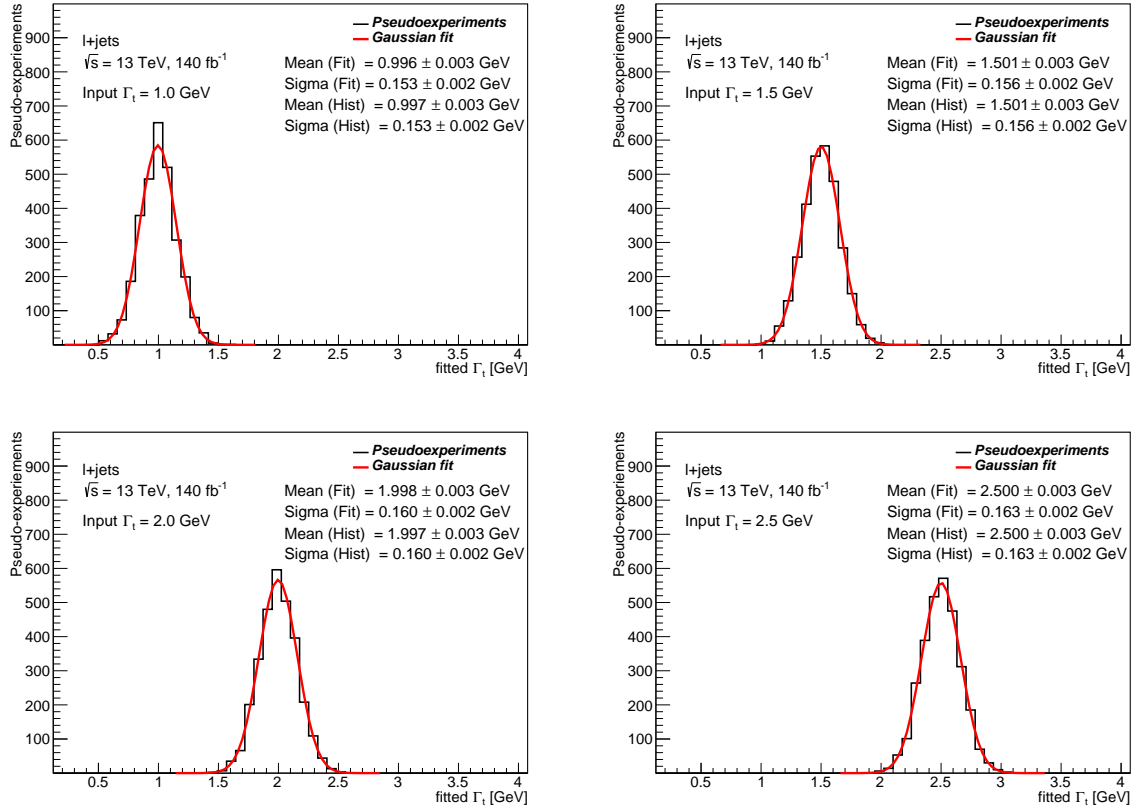 Pseudo-experiements
900
800
700
600
500
400
300
200
100
l+jets
√s = 13 TeV, 140 fb⁻¹
Input Γt = 1.0 GeV
Pseudoexperiments
Gaussian fit
Mean (Fit) = 0.996 ± 0.003 GeV
Sigma (Fit) = 0.153 ± 0.002 GeV
Mean (Hist) = 0.997 ± 0.003 GeV
Sigma (Hist) = 0.153 ± 0.002 GeV
0.5 1 1.5 2 2.5 3 3.5 4
fitted Γt [GeV]
Pseudo-experiements
900
800
700
600
500
400
300
200
100
l+jets
√s = 13 TeV, 140 fb⁻¹
Input Γt = 1.5 GeV
Pseudoexperiments
Gaussian fit
Mean (Fit) = 1.501 ± 0.003 GeV
Sigma (Fit) = 0.156 ± 0.002 GeV
Mean (Hist) = 1.501 ± 0.003 GeV
Sigma (Hist) = 0.156 ± 0.002 GeV
0.5 1 1.5 2 2.5 3 3.5 4
fitted Γt [GeV]
Pseudo-experiements
900
800
700
600
500
400
300
200
100
l+jets
√s = 13 TeV, 140 fb⁻¹
Input Γt = 2.0 GeV
Pseudoexperiments
Gaussian fit
Mean (Fit) = 1.998 ± 0.003 GeV
Sigma (Fit) = 0.160 ± 0.002 GeV
Mean (Hist) = 1.997 ± 0.003 GeV
Sigma (Hist) = 0.160 ± 0.002 GeV
0.5 1 1.5 2 2.5 3 3.5 4
fitted Γt [GeV]
Pseudo-experiements
900
800
700
600
500
400
300
200
100
l+jets
√s = 13 TeV, 140 fb⁻¹
Input Γt = 2.5 GeV
Pseudoexperiments
Gaussian fit
Mean (Fit) = 2.500 ± 0.003 GeV
Sigma (Fit) = 0.163 ± 0.002 GeV
Mean (Hist) = 2.500 ± 0.003 GeV
Sigma (Hist) = 0.163 ± 0.002 GeV
0.5 1 1.5 2 2.5 3 3.5 4
fitted Γt [GeV]